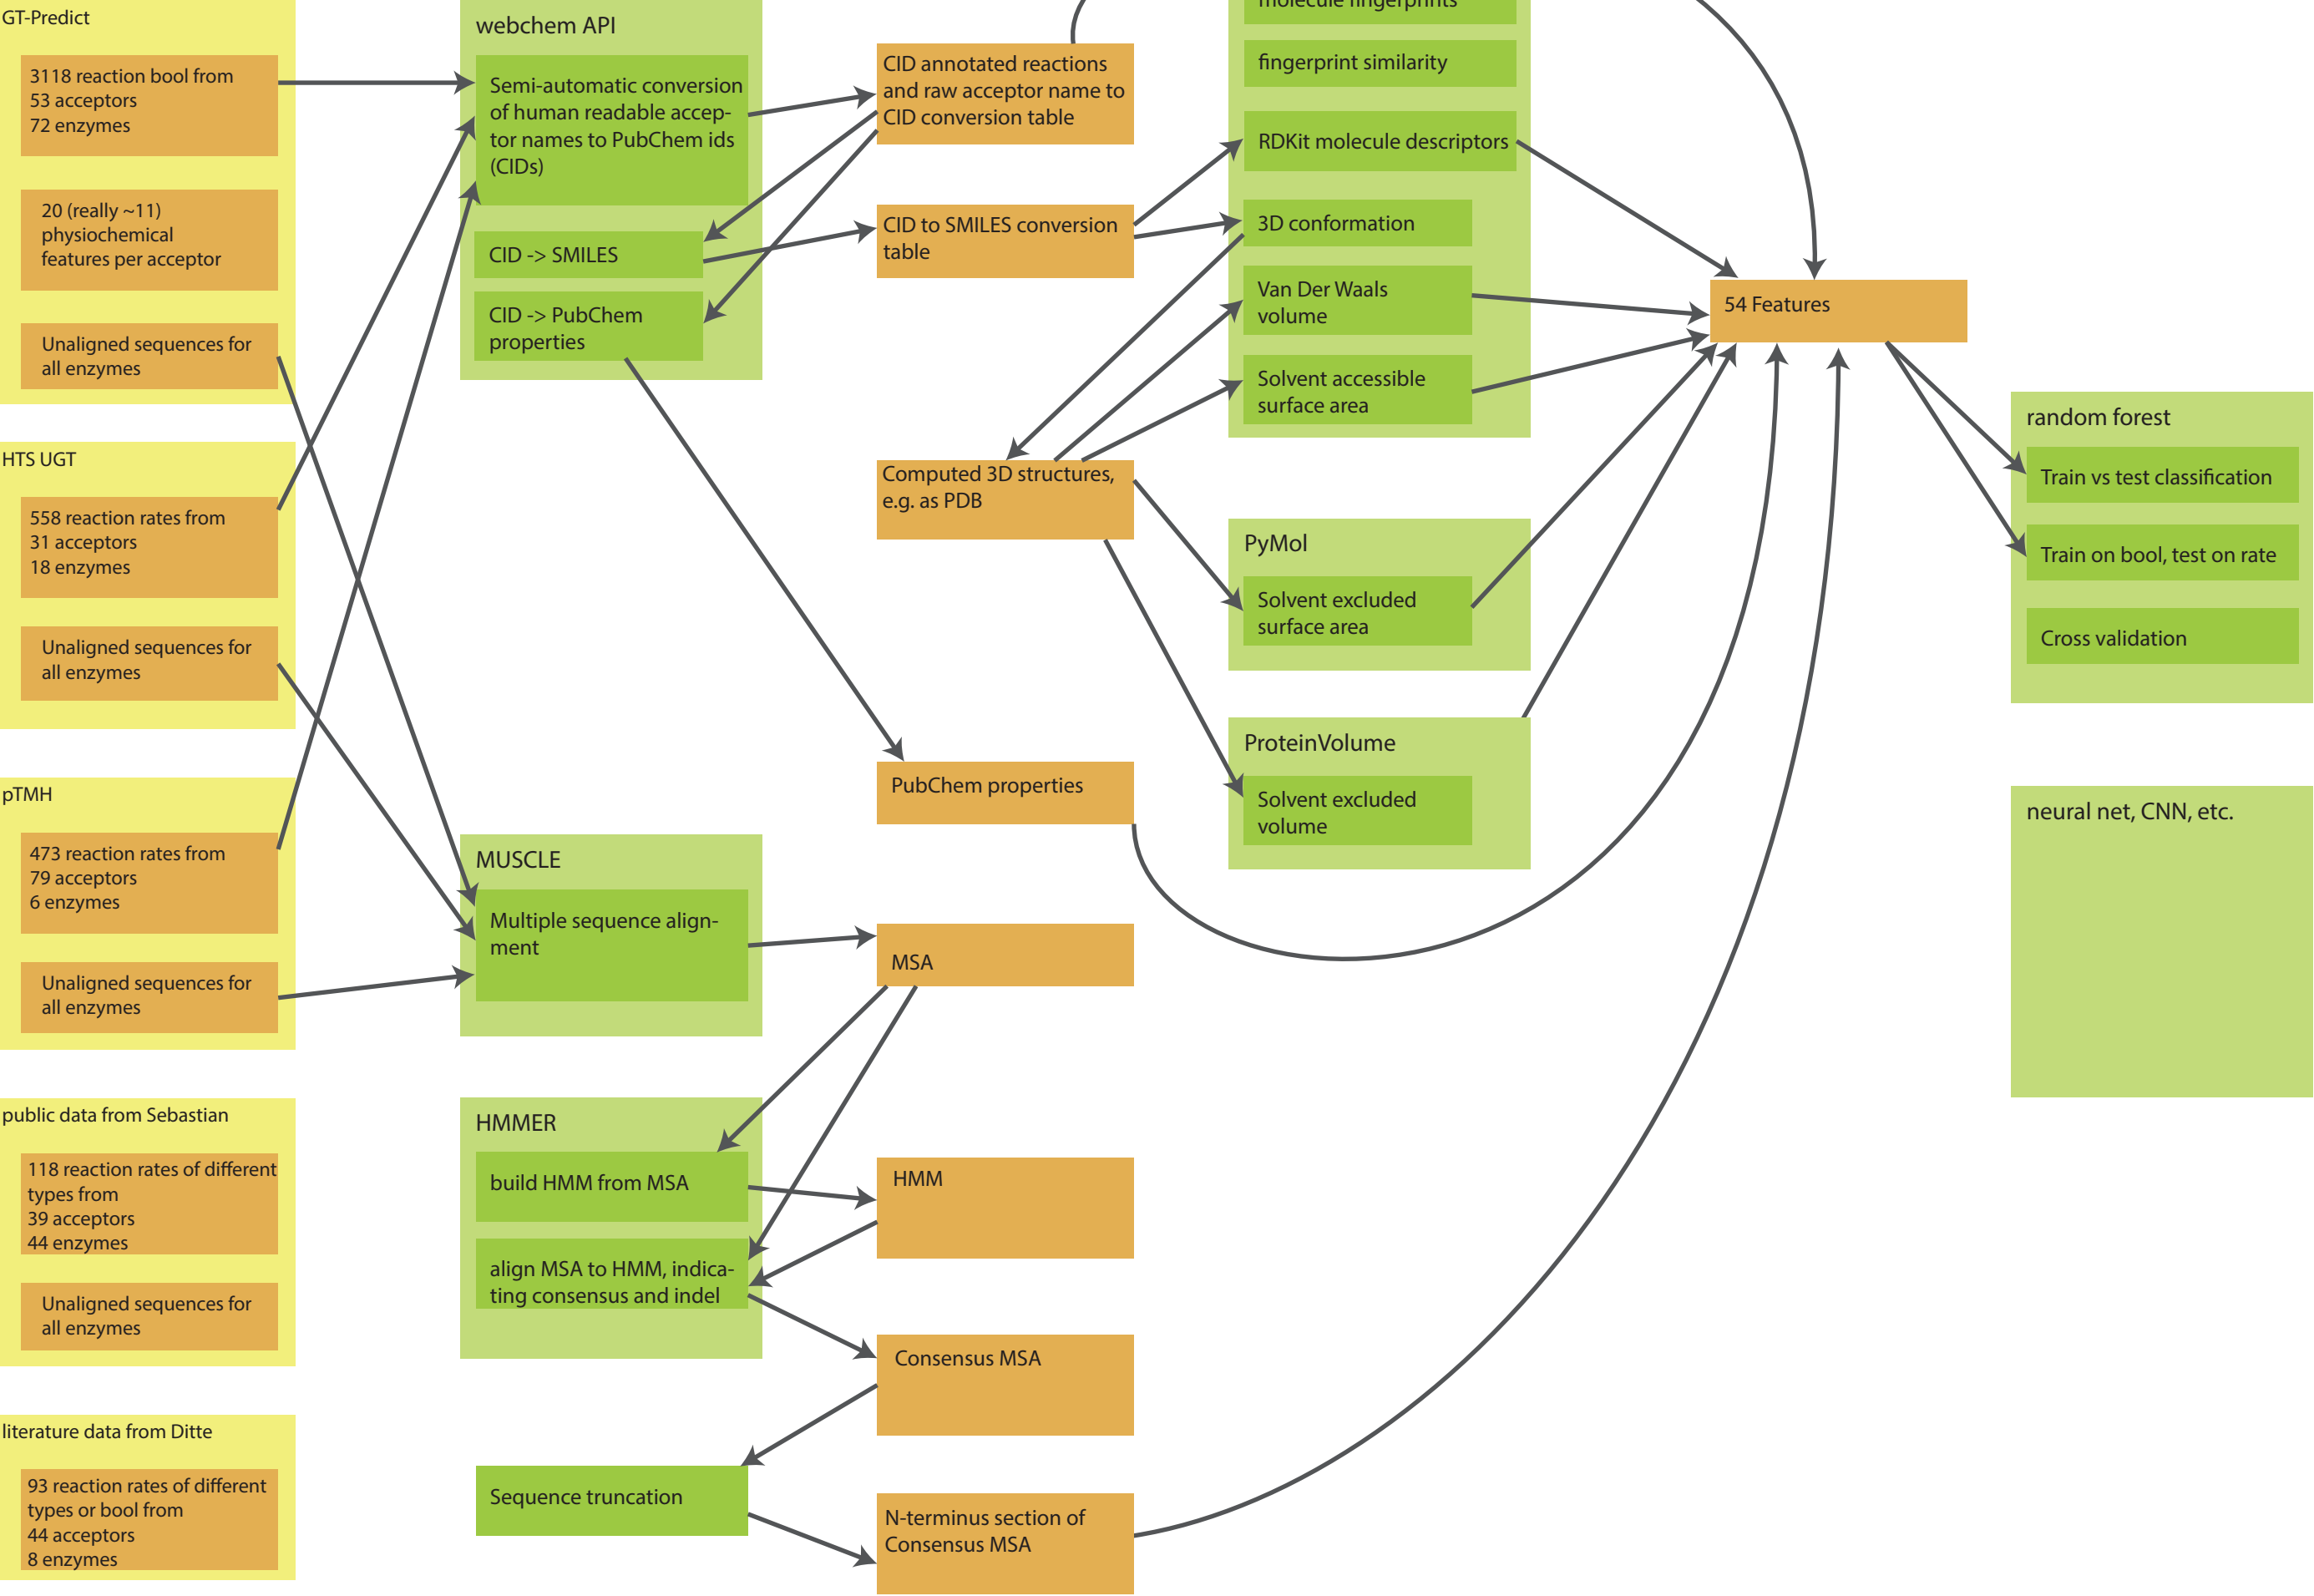 GT-Predict
3118 reaction bool from
53 acceptors
72 enzymes
20 (really ~11)
physiochemical
features per acceptor
Unaligned sequences for
all enzymes
HTS UGT
558 reaction rates from
31 acceptors
18 enzymes
Unaligned sequences for
all enzymes
pTMH
473 reaction rates from
79 acceptors
6 enzymes
Unaligned sequences for
all enzymes
public data from Sebastian
118 reaction rates of different
types from
39 acceptors
44 enzymes
Unaligned sequences for
all enzymes
literature data from Ditte
93 reaction rates of different
types or bool from
44 acceptors
8 enzymes
webchem API
Semi-automatic conversion
of human readable accep-
tor names to PubChem ids
(CIDs)
CID -> SMILES
CID -> PubChem
properties
MUSCLE
Multiple sequence align-
ment
HMMER
build HMM from MSA
align MSA to HMM, indica-
ting consensus and indel
Sequence truncation
CID annotated reactions
and raw acceptor name to
CID conversion table
CID to SMILES conversion
table
Computed 3D structures,
e.g. as PDB
PubChem properties
MSA
HMM
Consensus MSA
N-terminus section of
Consensus MSA
molecule fingerprints
fingerprint similarity
RDKit molecule descriptors
3D conformation
Van Der Waals
volume
Solvent accessible
surface area
PyMol
Solvent excluded
surface area
ProteinVolume
Solvent excluded
volume
54 Features
random forest
Train vs test classification
Train on bool, test on rate
Cross validation
neural net, CNN, etc.